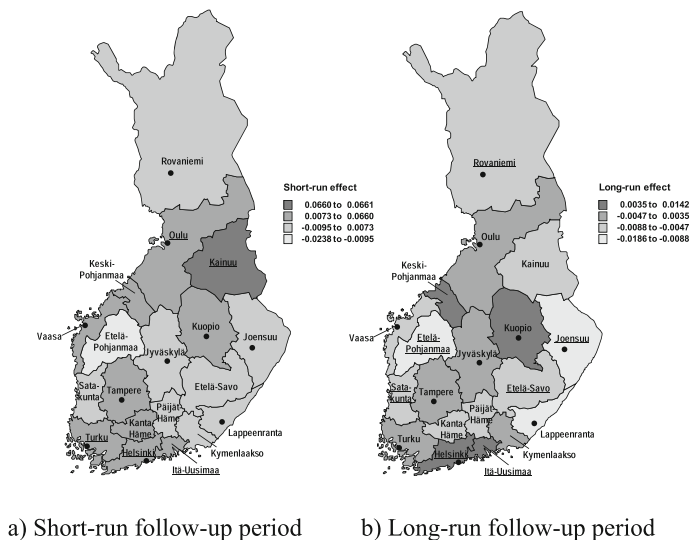 Rovaniemi
Short-run effect
0.0660 to 0.0661
0.0073 to 0.0660
-0.0095 to 0.0073
-0.0238 to -0.0095
Oulu
Kainuu
Keski-
Pohjanmaa
Vaasa
Etelä-
Pohjanmaa
Kuopio
Joensuu
Jyväskylä
Etelä-Savo
Sata-
kunta
Tampere
Päijät-
Häme
Kanta
Häme
Lappeenranta
Turku
Kymenlaakso
Helsinki
Itä-Uusimaa
a) Short-run follow-up period
Rovaniemi
Long-run effect
0.0035 to 0.0142
-0.0047 to 0.0035
-0.0088 to -0.0047
-0.0186 to -0.0088
Oulu
Kainuu
Keski-
Pohjanmaa
Vaasa
Etelä-
Pohjanmaa
Kuopio
Joensuu
Jyväskylä
Etelä-Savo
Sata-
kunta
Tampere
Päijät-
Häme
Kanta
Häme
Lappeenranta
Turku
Kymenlaakso
Helsinki
Itä-Uusimaa
b) Long-run follow-up period